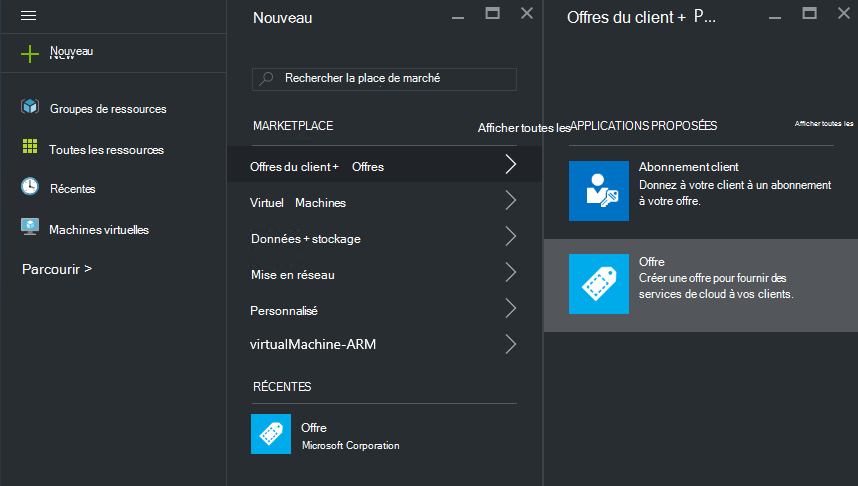 Nouveau
Groupes de ressources
Toutes les ressources
Récentes
Machines virtuelles
Parcourir >
Nouveau
Rechercher la place de marché
MARKETPLACE
Afficher toutes les
Offres du client + Offres
Virtuel Machines
Données + stockage
Mise en réseau
Personnalisé
virtualMachine-ARM
RÉCENTES
Offre
Microsoft Corporation
Offres du client + P...
APPLICATIONS PROPOSÉES
Afficher toutes les
Abonnement client
Donnez à votre client à un abonnement
à votre offre.
Offre
Créer une offre pour fournir des
services de cloud à vos clients.